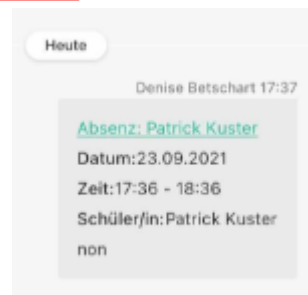 Heute
Denise Betschart 17:37
Absenz: Patrick Kuster
Datum:23.09.2021
Zeit:17:36 - 18:36
Schüler/in:Patrick Kuster
non